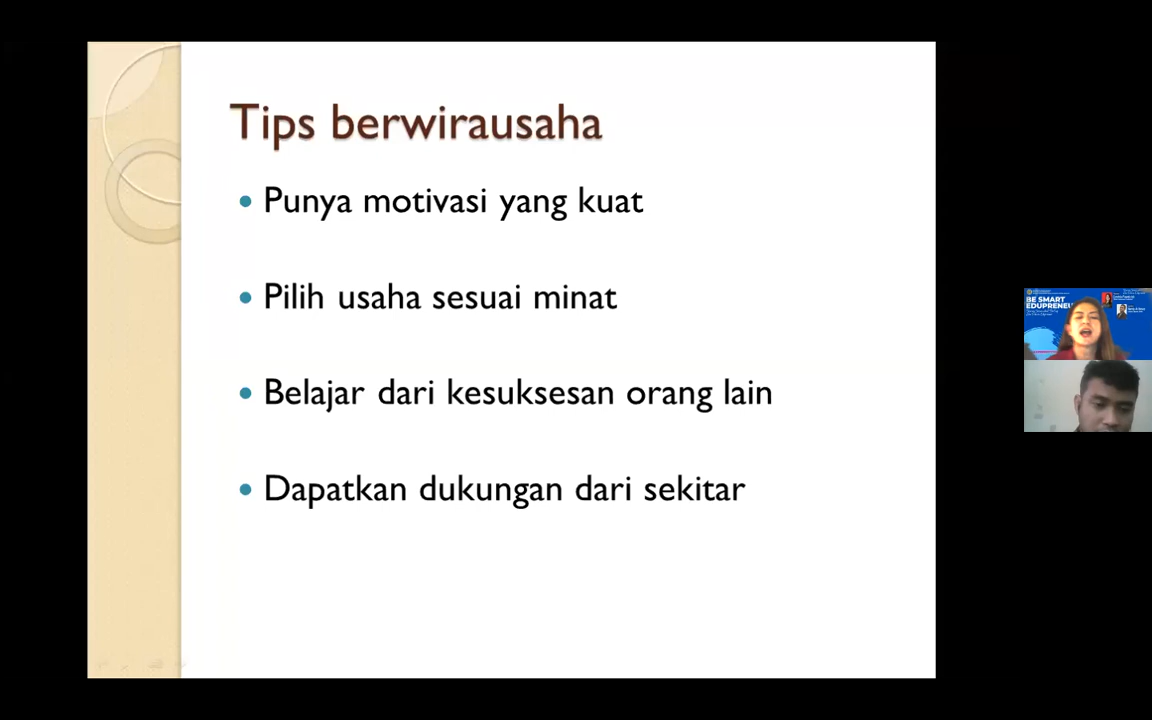 Tips berwirausaha
Punya motivasi yang kuat
Pilih usaha sesuai minat
Belajar dari kesuksesan orang lain
Dapatkan dukungan dari sekitar
BE SMART